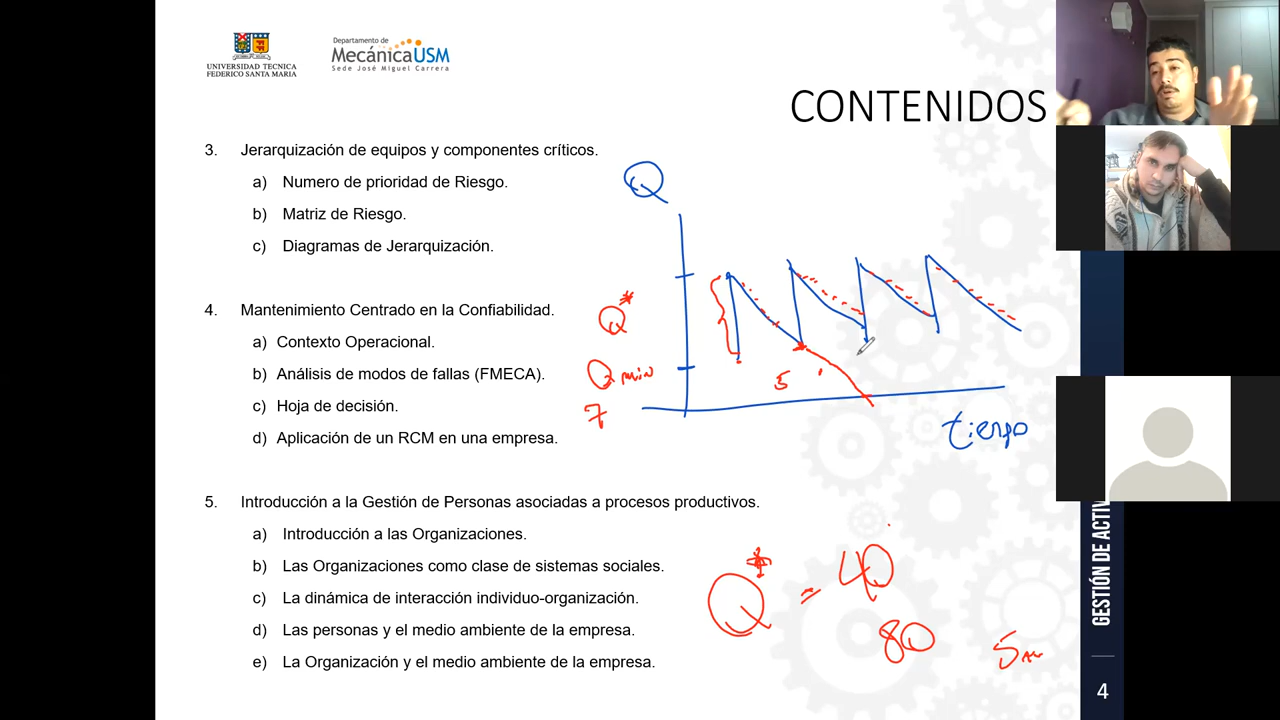 UNIVERSIDAD TECNICA
FEDERICO SANTA MARIA
Departamento de
MecánicaUSM
Sede José Miguel Carrera
CONTENIDOS
3. Jerarquización de equipos y componentes críticos.
a) Numero de prioridad de Riesgo.
b) Matriz de Riesgo.
c) Diagramas de Jerarquización.
4. Mantenimiento Centrado en la Confiabilidad.
a) Contexto Operacional.
b) Análisis de modos de fallas (FMECA).
c) Hoja de decisión.
d) Aplicación de un RCM en una empresa.
5. Introducción a la Gestión de Personas asociadas a procesos productivos.
a) Introducción a las Organizaciones.
b) Las Organizaciones como clase de sistemas sociales.
c) La dinámica de interacción individuo-organización.
d) Las personas y el medio ambiente de la empresa.
e) La Organización y el medio ambiente de la empresa.
Q
Q*
Q min
7
5
tiempo
Q* = 40
80
GESTIÓN DE ACTIV
4